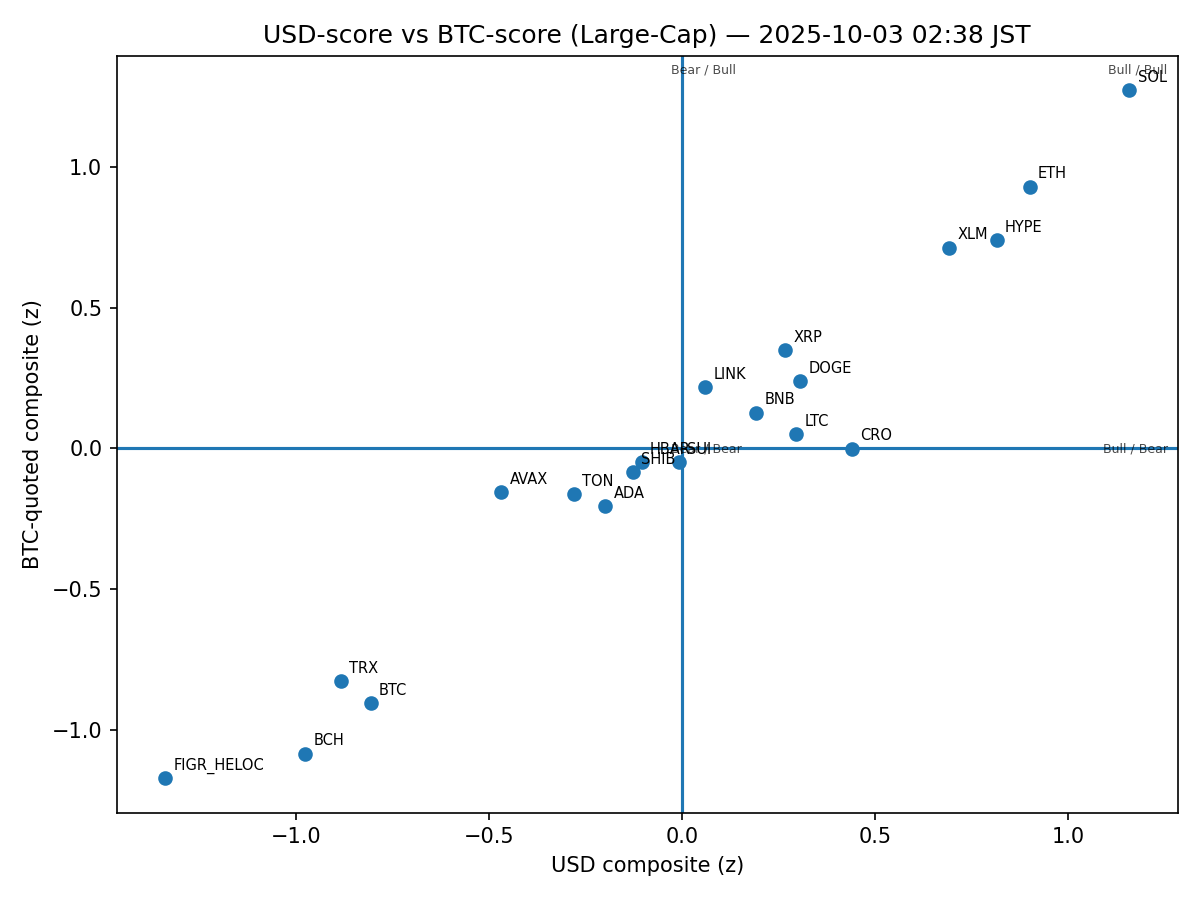 USD-score vs BTC-score (Large-Cap) — 2025-10-03 02:38 JST
Bear / Bull
Bull / Bull
SOL
1.0
ETH
HYPE
XLM
BTC-quoted composite (z)
0.5
XRP
DOGE
LINK
BNB
LTC
CRO
0.0
HBAR
SUI
/ Bear
Bull / Bear
SHIB
AVAX
TON
ADA
−0.5
TRX
BTC
−1.0
BCH
FIGR_HELOC
−1.0
−0.5
0.0
0.5
1.0
USD composite (z)